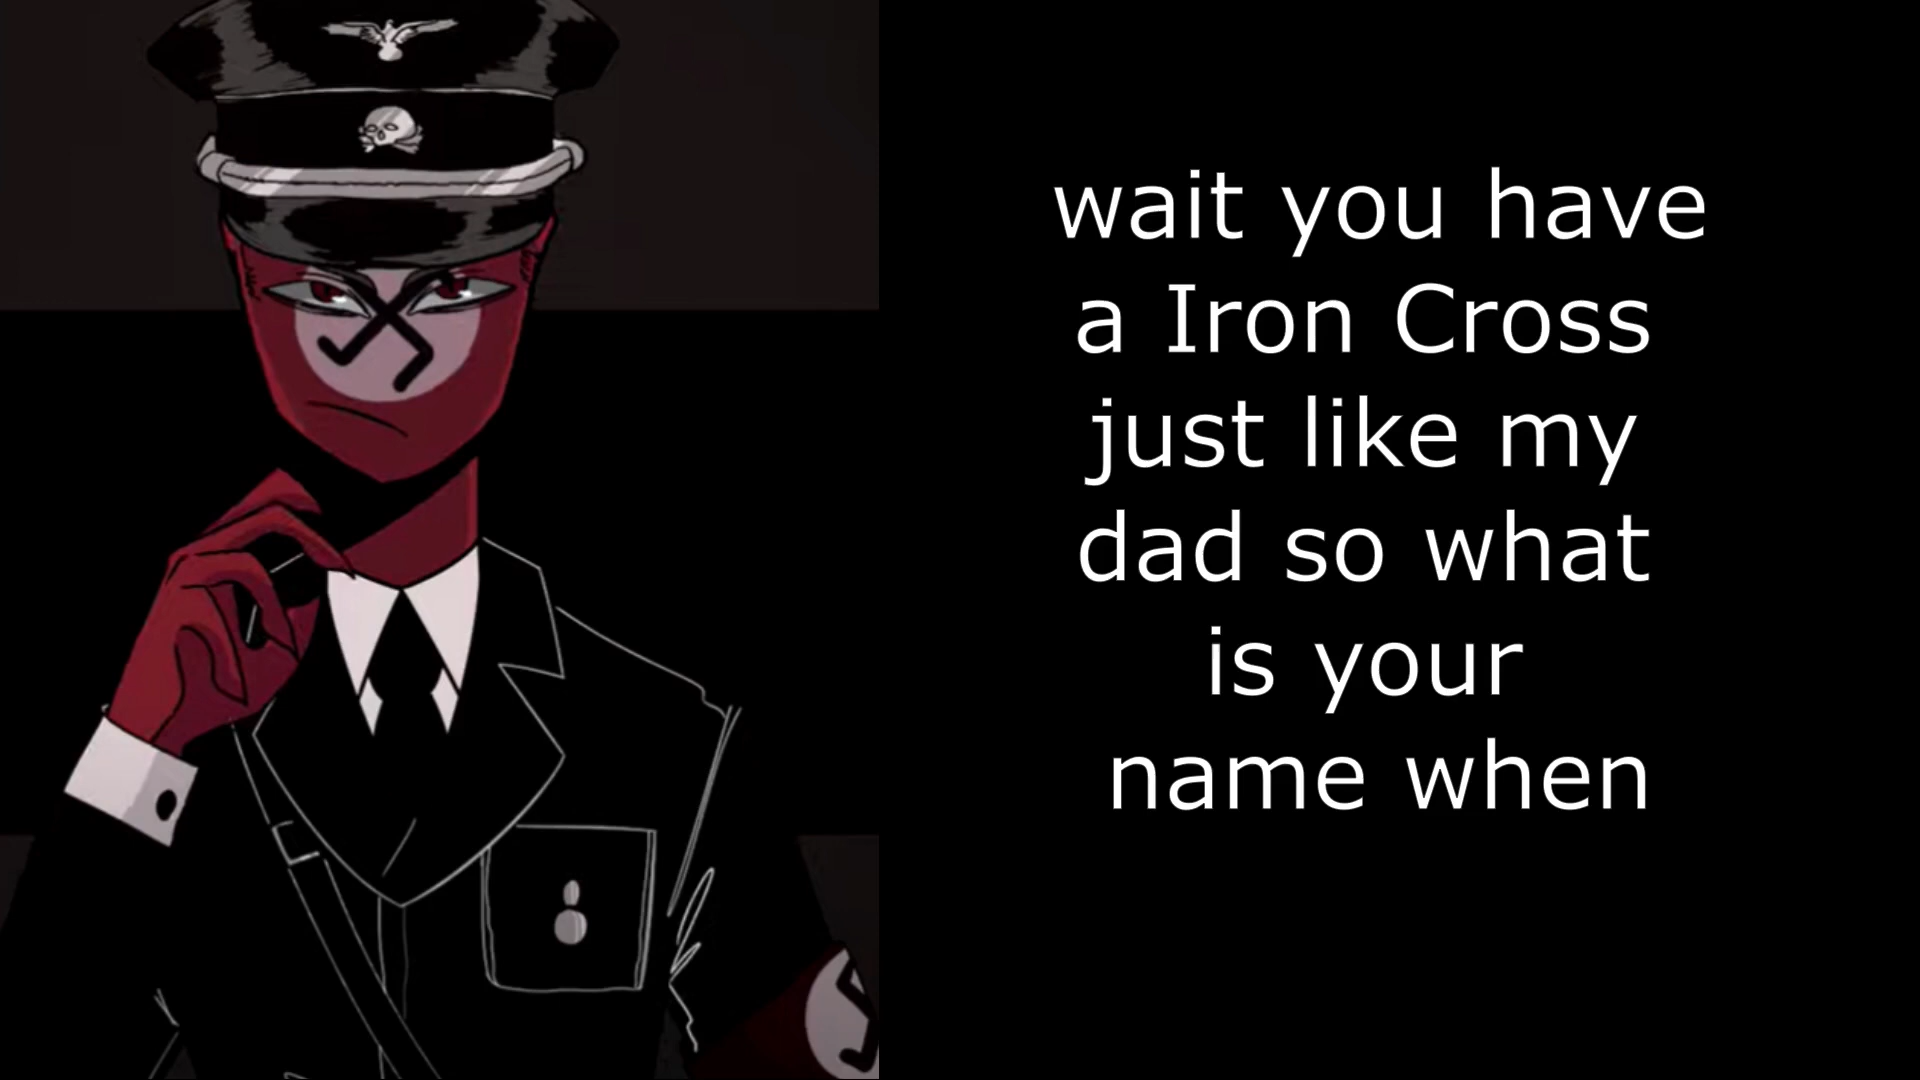 wait you have
a Iron Cross
just like my
dad so what
is your
name when